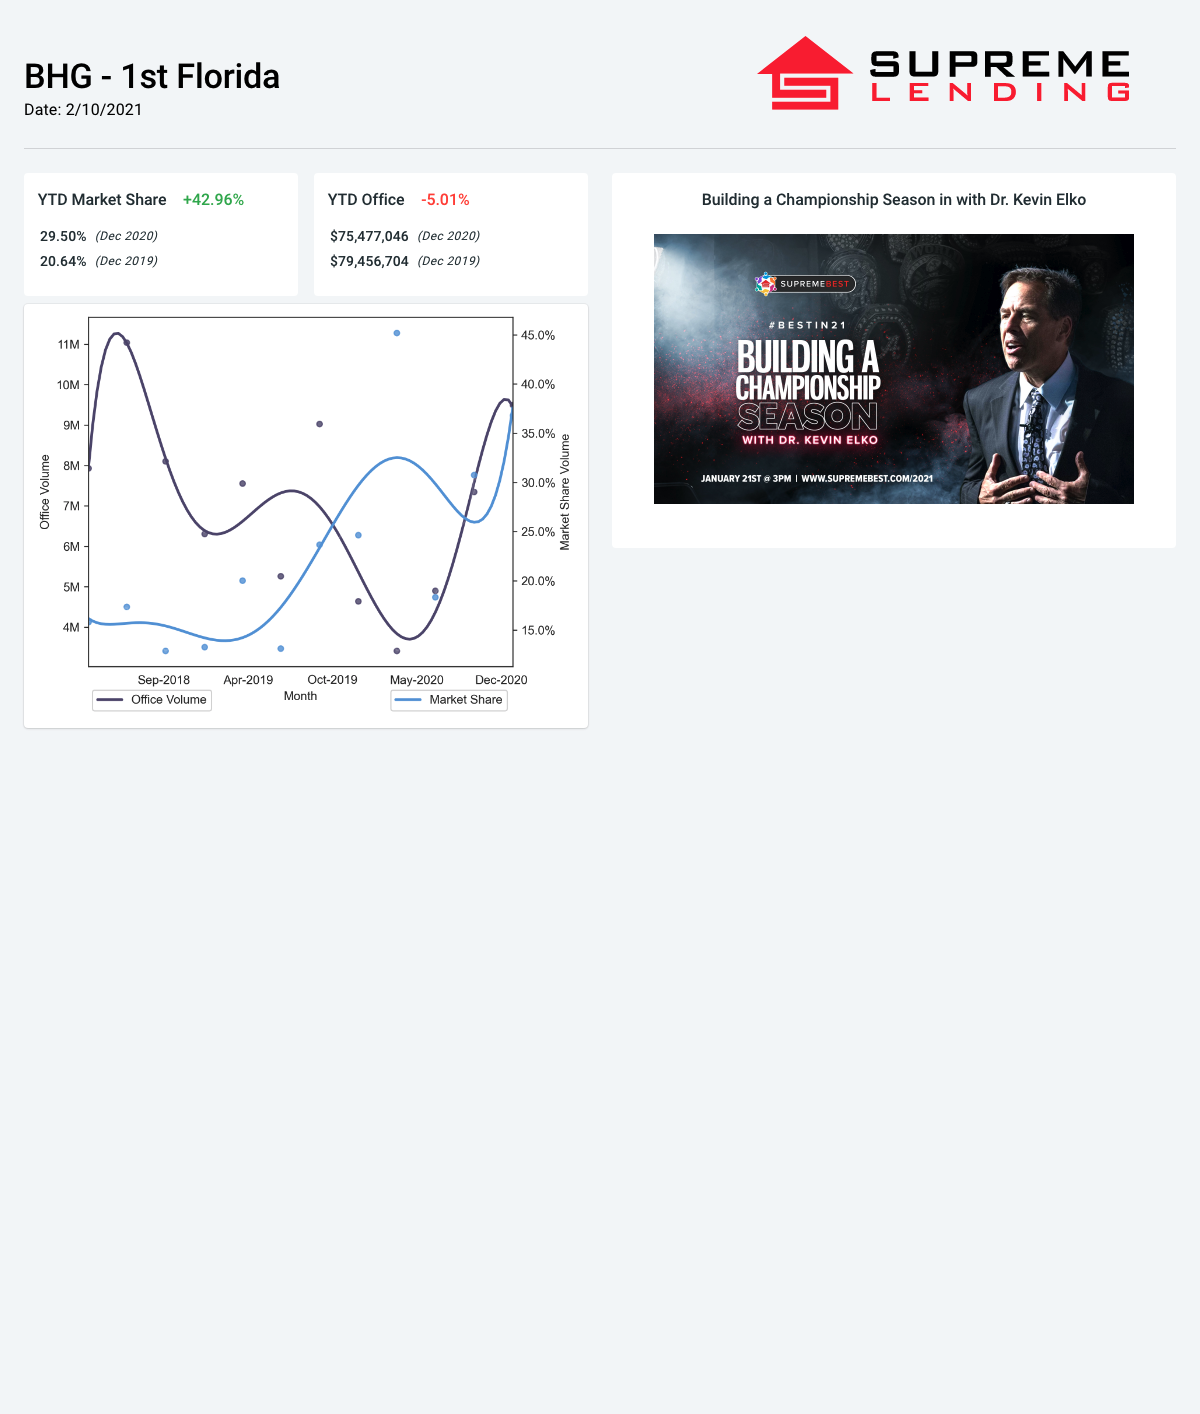 BHG - 1st Florida
Date: 2/10/2021
SUPREME
LENDING
YTD Market Share +42.96%
29.50% (Dec 2020)
20.64% (Dec 2019)
YTD Office -5.01%
$75,477,046 (Dec 2020)
$79,456,704 (Dec 2019)
Building a Championship Season in with Dr. Kevin Elko
SUPREMEBEST
#BESTIN21
BUILDING A
CHAMPIONSHIP
SEASON
WITH DR. KEVIN ELKO
JANUARY 21ST @ 3PM | WWW.SUPREMEBEST.COM/2021
11M
10M
9M
8M
7M
6M
5M
4M
Office Volume
45.0%
40.0%
35.0%
30.0%
25.0%
20.0%
15.0%
Market Share Volume
Sep-2018 Apr-2019 Oct-2019 May-2020 Dec-2020
Month
Office Volume
Market Share